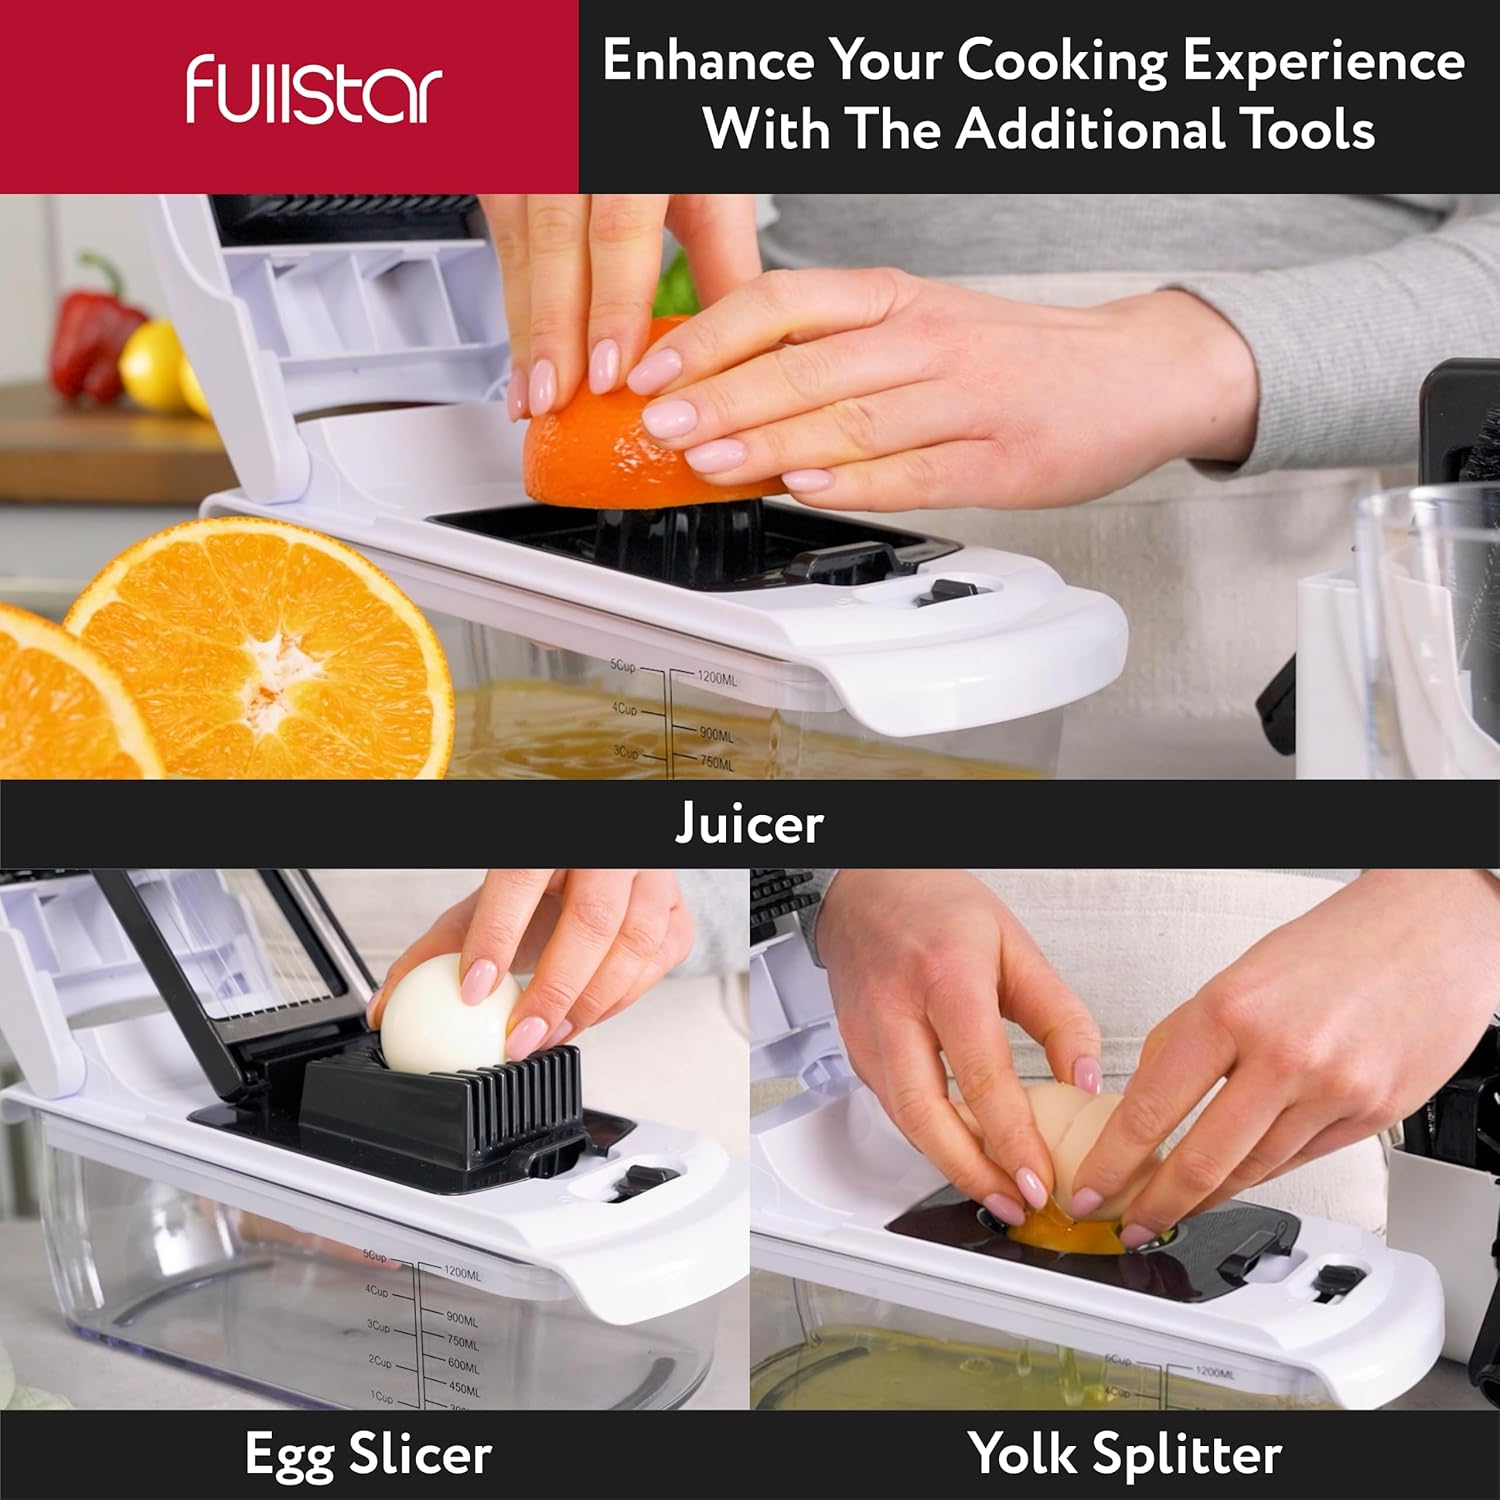 fullstar
Enhance Your Cooking Experience
With The Additional Tools
5Cup
1200ML
4Cup
900ML
3Cup
750ML
Juicer
5Cup
1200ML
4Cup
900ML
3Cup
750ML
2Cup
600ML
450ML
1Cup
5Cup
1200ML
4Cup
Egg Slicer
Yolk Splitter